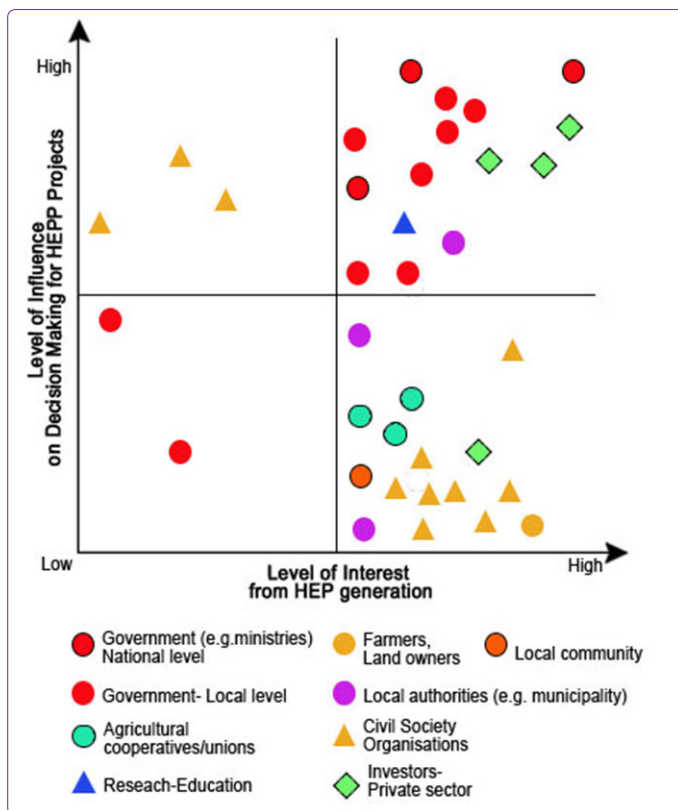 High
Level of Influence
on Decision Making for HEPP Projects
Low
High
Level of Interest
from HEP generation
Government (e.g.ministries)
National level
Farmers,
Land owners
Local community
Government- Local level
Local authorities (e.g. municipality)
Agricultural
cooperatives/unions
Civil Society
Organisations
Reseach-Education
Investors-
Private sector